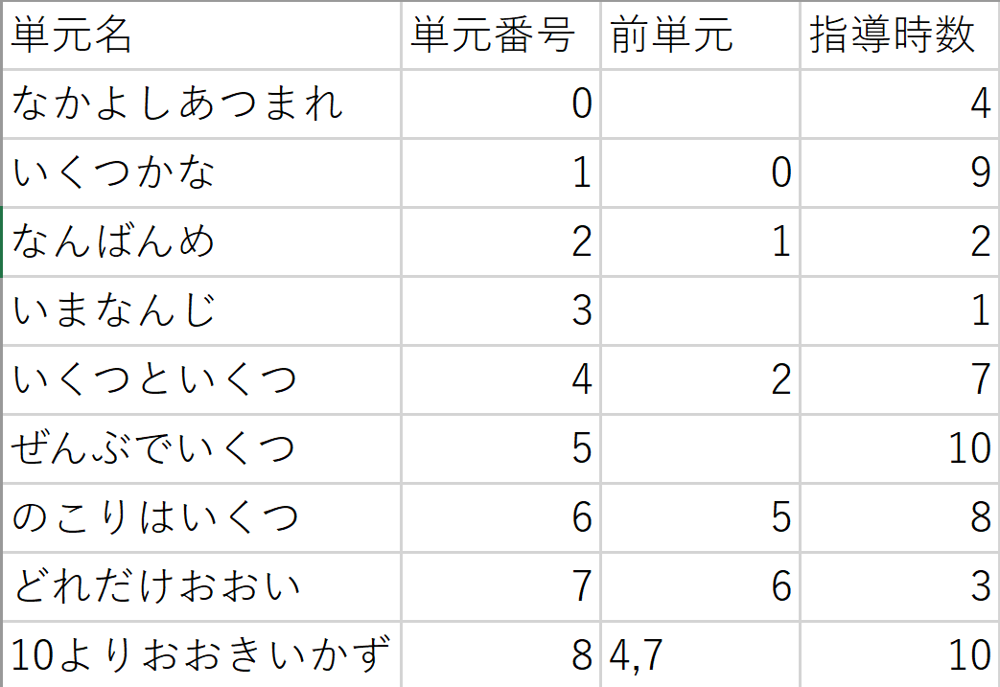 単元名 単元番号 前単元 指導時数
なかよしあつまれ 0 4
いくつかな 1 0 9
なんばんめ 2 1 2
いまなんじ 3 1
いくつといくつ 4 2 7
ぜんぶでいくつ 5 10
のこりはいくつ 6 5 8
どれだけおおい 7 6 3
10よりおおきいかず 8 4,7 10